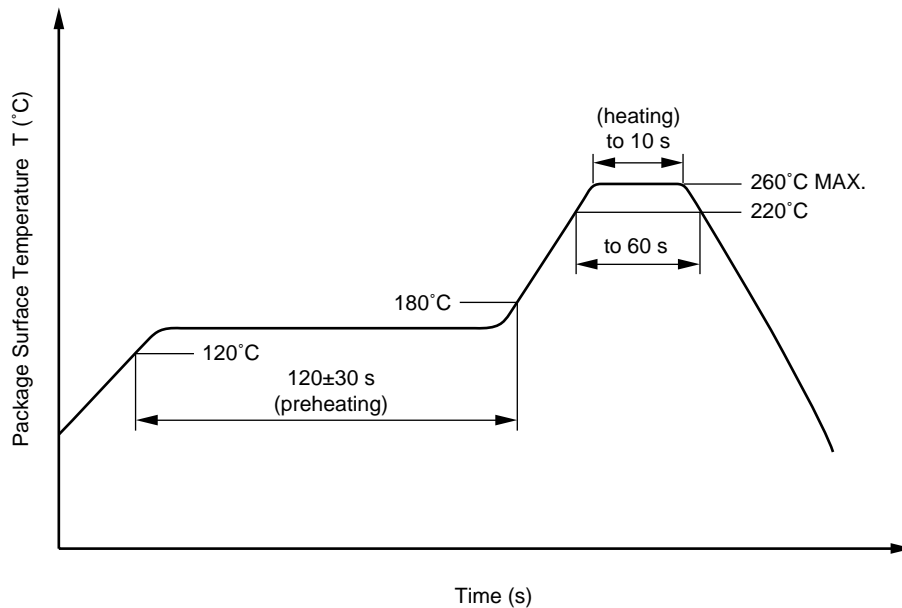 Package Surface Temperature T (˚C)
(heating)
to 10 s
260˚C MAX.
220˚C
to 60 s
180˚C
120˚C
120±30 s
(preheating)
Time (s)